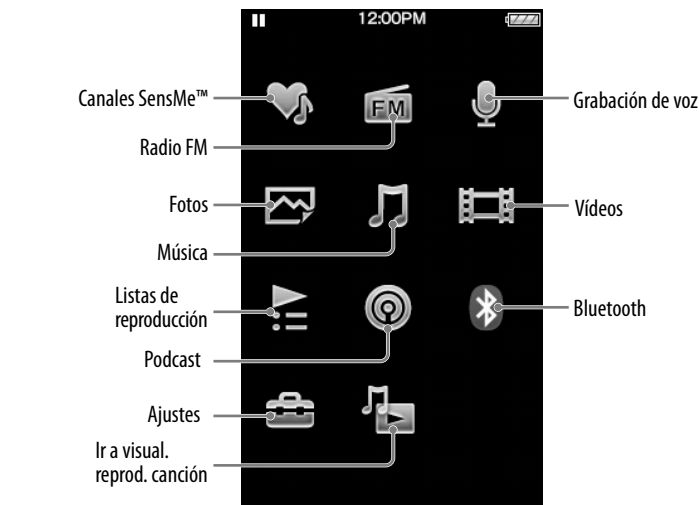 12:00PM
Canales SensMe™
FM
Grabación de voz
Radio FM
Fotos
Vídeos
Música
Listas de
reproducción
Bluetooth
Podcast
Ajustes
Ir a visual.
reprod. canción